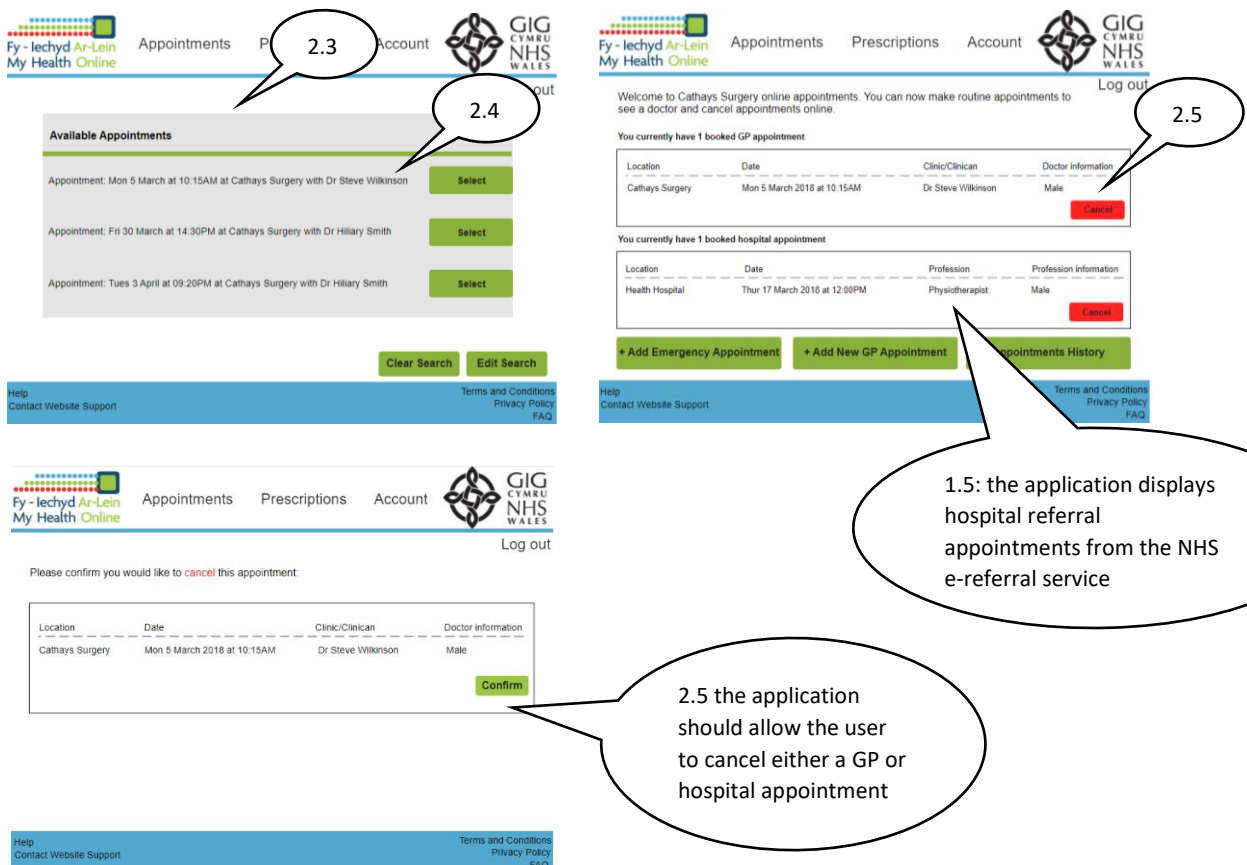 Fy - Iechyd Ar-Lein
My Health Online
Appointments
Account
GIG
CYMRU
NHS
WALES
2.3
2.4
Available Appointments
Appointment: Mon 5 March at 10:15AM at Cathays Surgery with Dr Steve Wilkinson Select
Appointment: Fri 30 March at 14:30PM at Cathays Surgery with Dr Hiliary Smith Select
Appointment: Tues 3 April at 09:20PM at Cathays Surgery with Dr Hiliary Smith Select
Clear Search Edit Search
Help
Contact Website Support
Terms and Conditions
Privacy Policy
FAQ
Fy - Iechyd Ar-Lein
My Health Online
Appointments Prescriptions Account
GIG
CYMRU
NHS
WALES
Log out
2.5
Welcome to Cathays Surgery online appointments. You can now make routine appointments to
see a doctor and cancel appointments online.
You currently have 1 booked GP appointment
Location Date Clinic/Clinican Doctor information
Cathays Surgery Mon 5 March 2018 at 10:15AM Dr Steve Wilkinson Male
Cancel
You currently have 1 booked hospital appointment
Location Date Profession Profession information
Health Hospital Thur 17 March 2018 at 12:00PM Physiotherapist Male
Cancel
+ Add Emergency Appointment + Add New GP Appointment History
Help
Contact Website Support
Terms and Conditions
Privacy Policy
FAQ
1.5: the application displays
hospital referral
appointments from the NHS
e-referral service
Fy - Iechyd Ar-Lein
My Health Online
Appointments Prescriptions Account
GIG
CYMRU
NHS
WALES
Log out
Please confirm you would like to cancel this appointment:
Location Date Clinic/Clinican Doctor information
Cathays Surgery Mon 5 March 2018 at 10:15AM Dr Steve Wilkinson Male
Confirm
2.5 the application
should allow the user
to cancel either a GP or
hospital appointment
Help
Contact Website Support
Terms and Conditions
Privacy Policy
FAQ